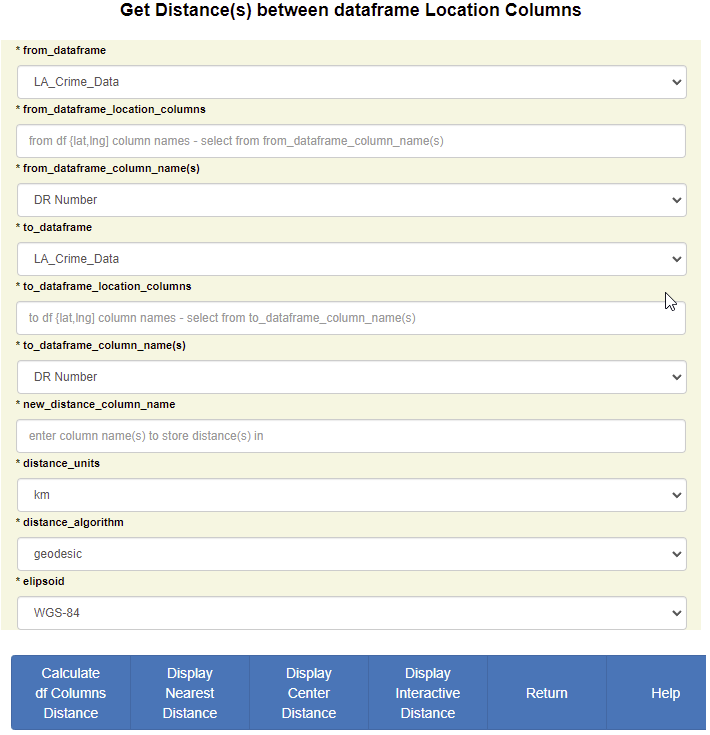 Get Distance(s) between dataframe Location Columns
* from_dataframe
LA_Crime_Data
* from_dataframe_location_columns
from df {lat,lng] column names - select from from_dataframe_column_name(s)
* from_dataframe_column_name(s)
DR Number
* to_dataframe
LA_Crime_Data
* to_dataframe_location_columns
to df {lat,lng] column names - select from to_dataframe_column_name(s)
* to_dataframe_column_name(s)
DR Number
* new_distance_column_name
enter column name(s) to store distance(s) in
* distance_units
km
* distance_algorithm
geodesic
* elipsoid
WGS-84
Calculate
df Columns
Distance
Display
Nearest
Distance
Display
Center
Distance
Display
Interactive
Distance
Return
Help